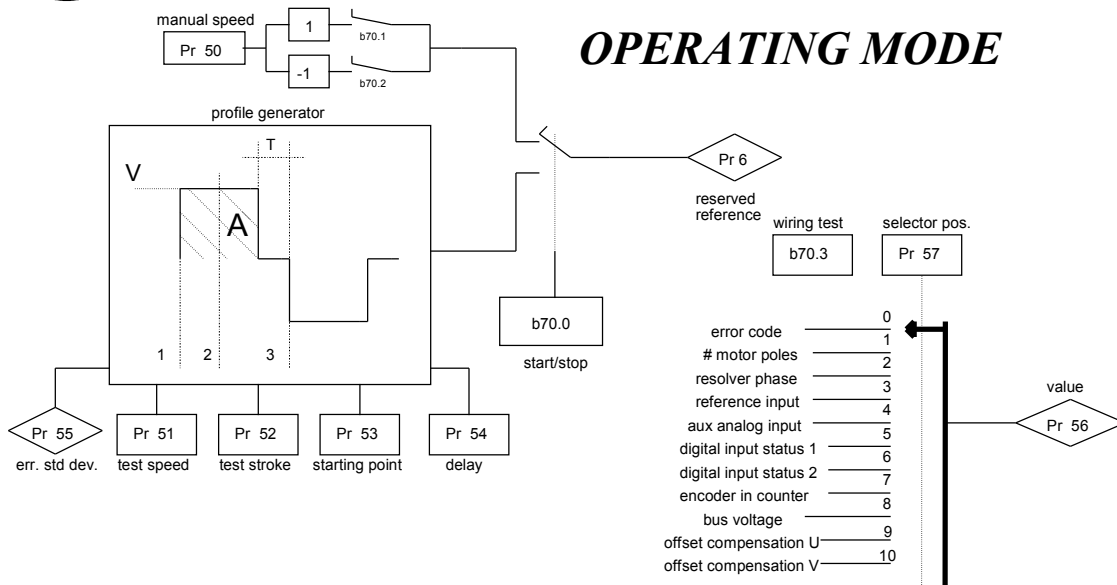 OPERATING MODE
manual speed
Pr 50
1
b70.1
-1
b70.2
profile generator
T
V
A
1 2 3
Pr 6
reserved
reference
wiring test
b70.3
selector pos.
Pr 57
b70.0
start/stop
Pr 55
err. std dev.
Pr 51
test speed
Pr 52
test stroke
Pr 53
starting point
Pr 54
delay
error code 0
# motor poles 1
resolver phase 2
reference input 3
aux analog input 4
digital input status 1 5
digital input status 2 6
encoder in counter 7
bus voltage 8
offset compensation U 9
offset compensation V 10
value
Pr 56